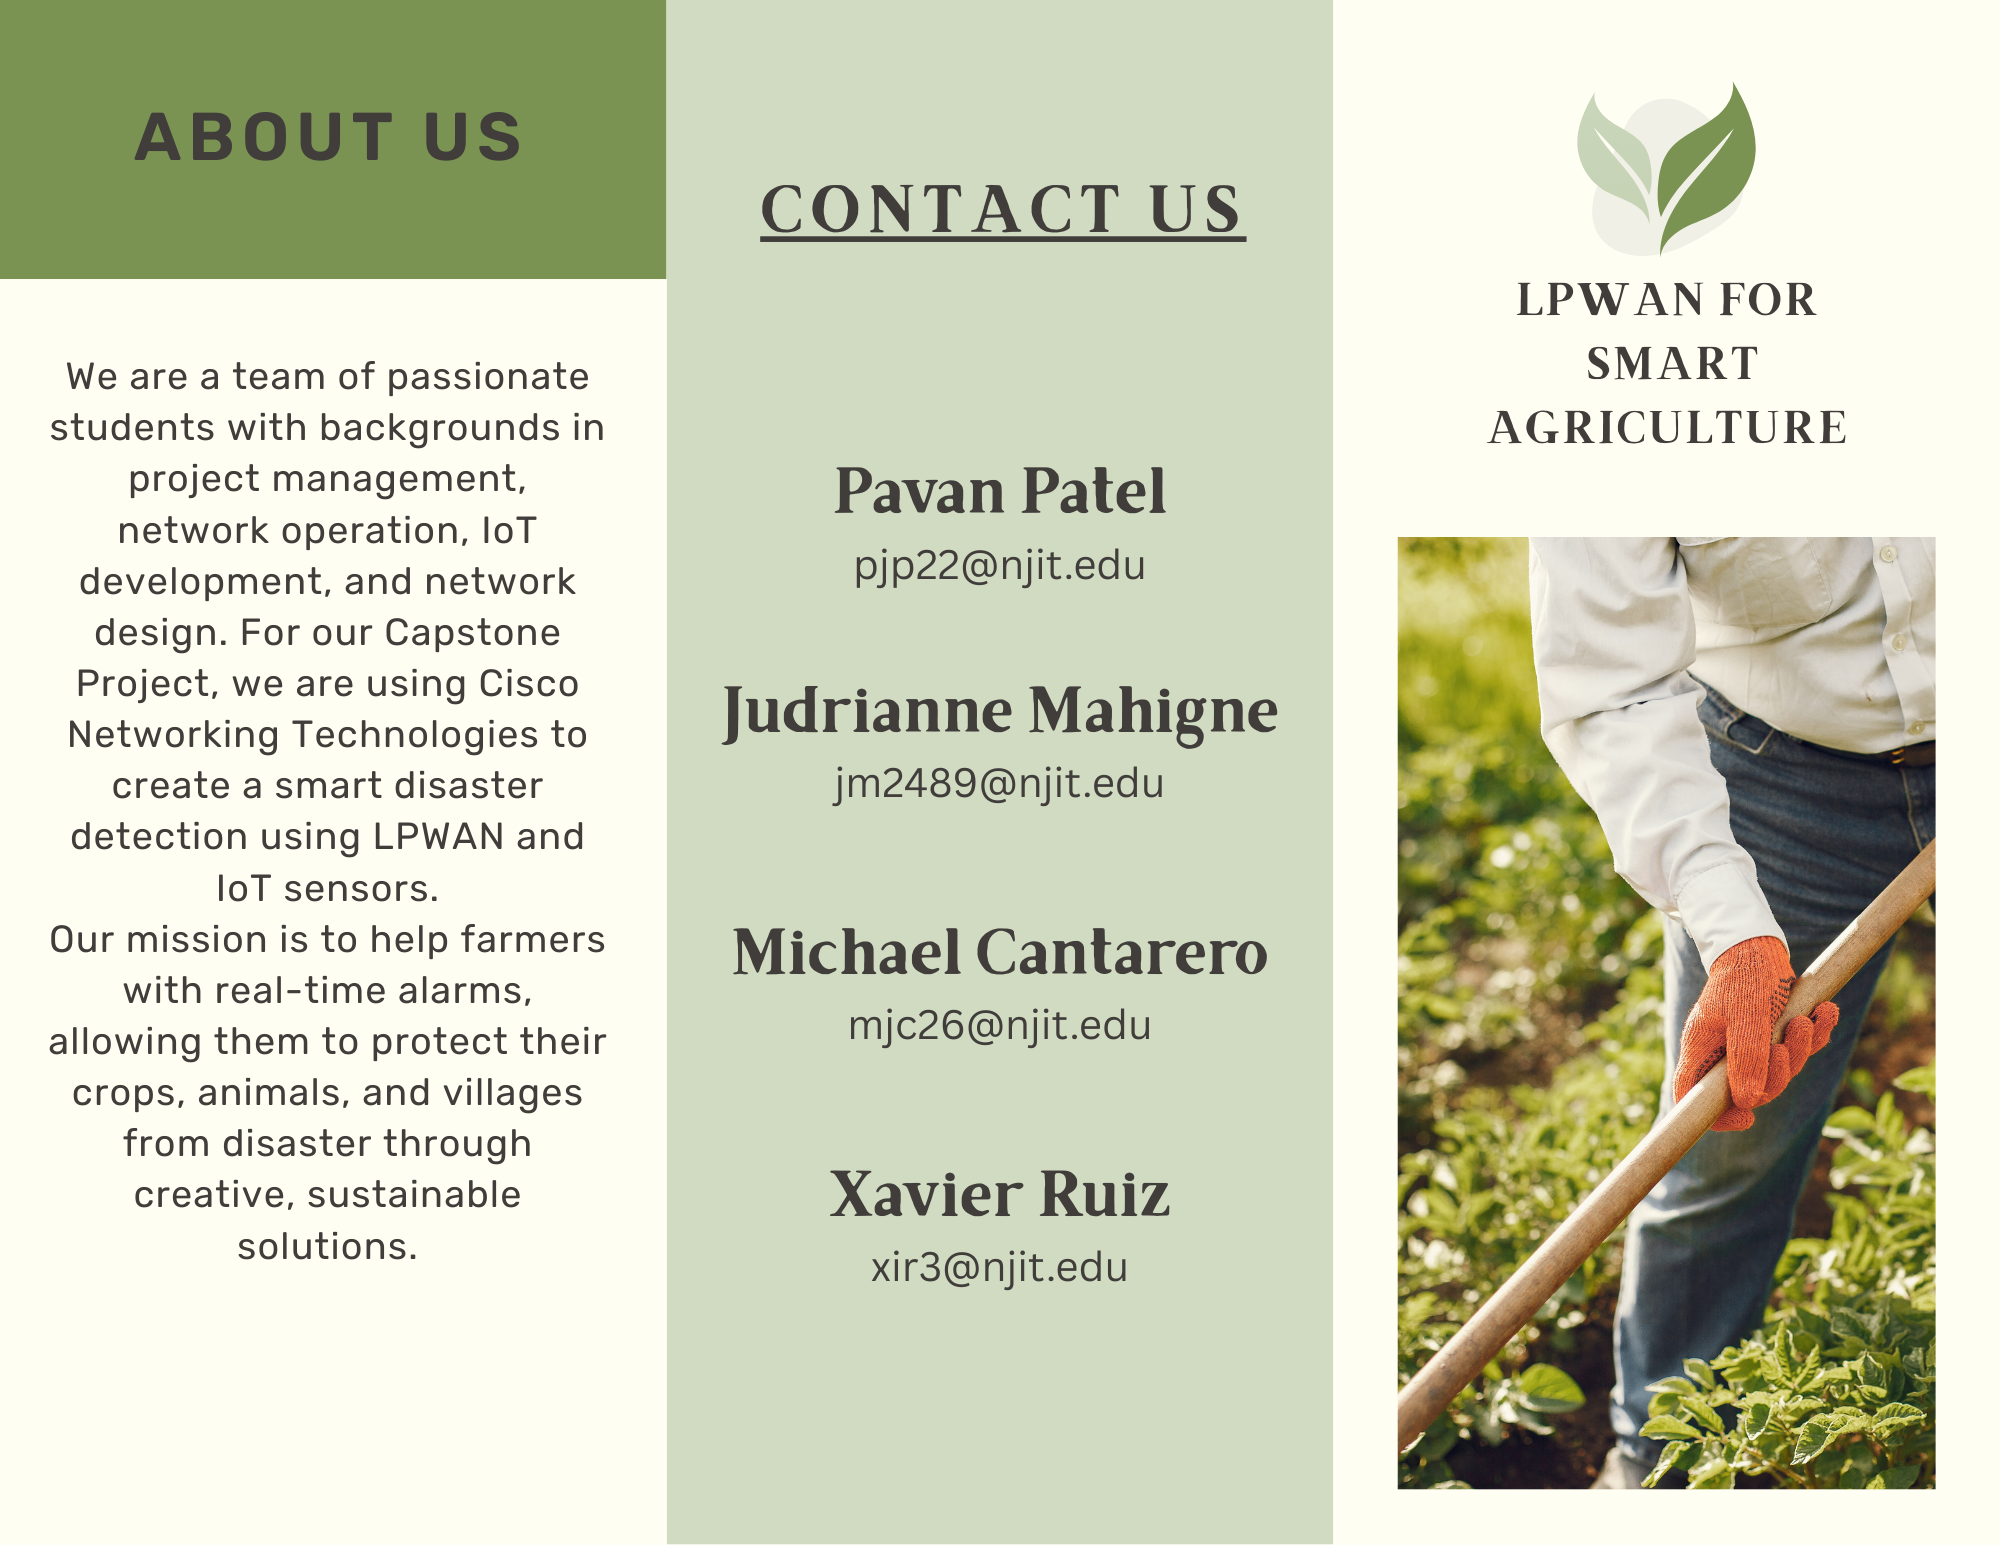 ABOUT US
We are a team of passionate
students with backgrounds in
project management,
network operation, IoT
development, and network
design. For our Capstone
Project, we are using Cisco
Networking Technologies to
create a smart disaster
detection using LPWAN and
IoT sensors.
Our mission is to help farmers
with real-time alarms,
allowing them to protect their
crops, animals, and villages
from disaster through
creative, sustainable
solutions.
CONTACT US
Pavan Patel
pjp22@njit.edu
Judrianne Mahigne
jm2489@njit.edu
Michael Cantarero
mjc26@njit.edu
Xavier Ruiz
xir3@njit.edu
LPWAN FOR
SMART
AGRICULTURE